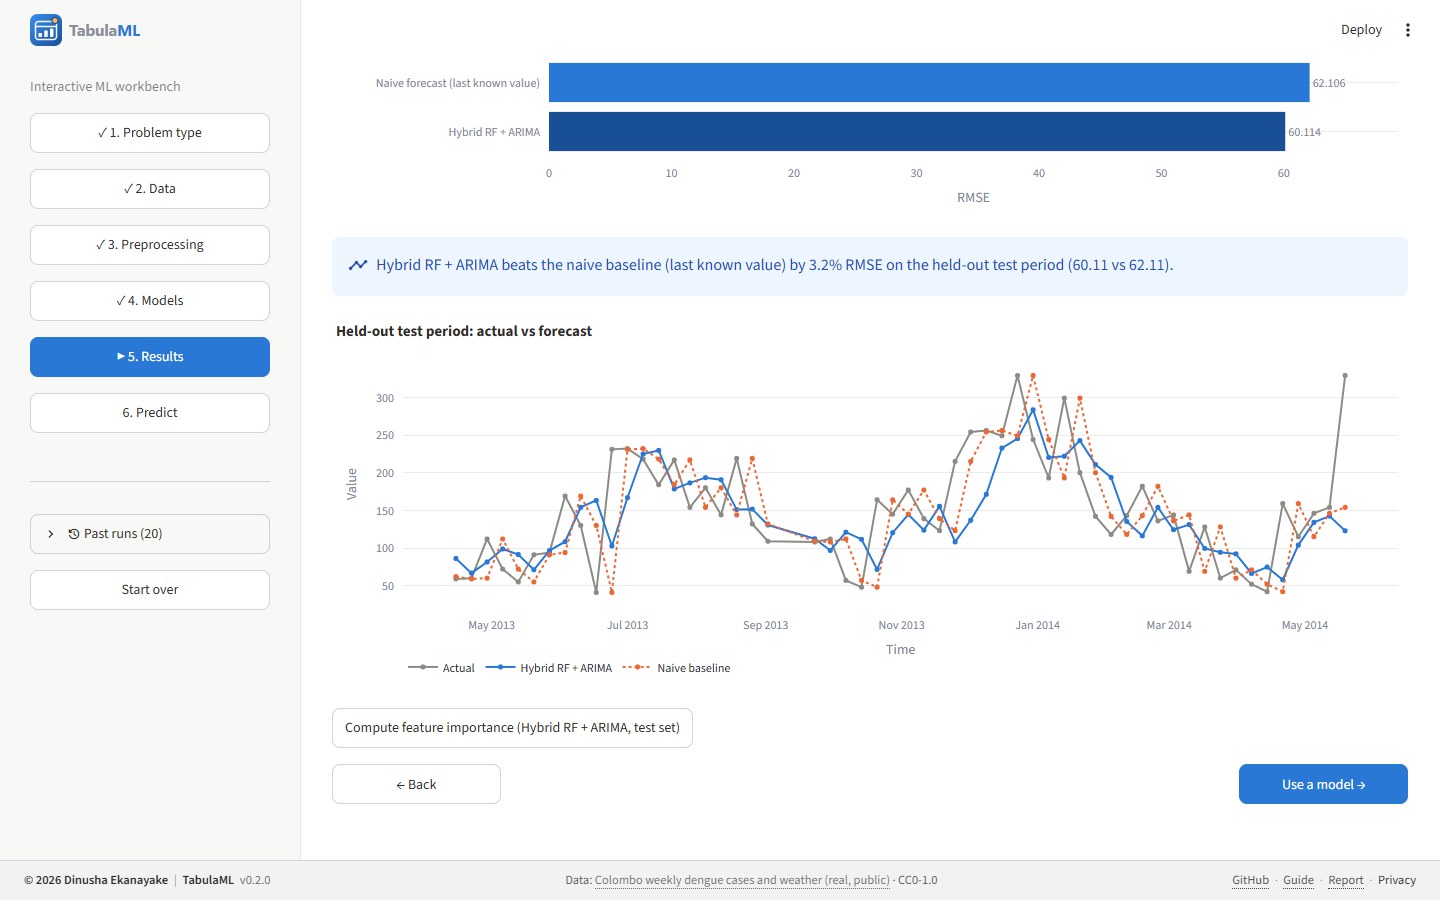 TabulaML
Deploy
Interactive ML workbench
✓ 1. Problem type
✓ 2. Data
✓ 3. Preprocessing
✓ 4. Models
▶ 5. Results
6. Predict
Past runs (20)
Start over
Naive forecast (last known value)
62.106
Hybrid RF + ARIMA
60.114
0 10 20 30 40 50 60
RMSE
Hybrid RF + ARIMA beats the naive baseline (last known value) by 3.2% RMSE on the held-out test period (60.11 vs 62.11).
Held-out test period: actual vs forecast
300
250
200
150
100
50
Value
May 2013 Jul 2013 Sep 2013 Nov 2013 Jan 2014 Mar 2014 May 2014
Time
Actual Hybrid RF + ARIMA Naive baseline
Compute feature importance (Hybrid RF + ARIMA, test set)
← Back
Use a model →
© 2026 Dinusha Ekanayake | TabulaML v0.2.0
Data: Colombo weekly dengue cases and weather (real, public) · CC0-1.0
GitHub · Guide · Report · Privacy